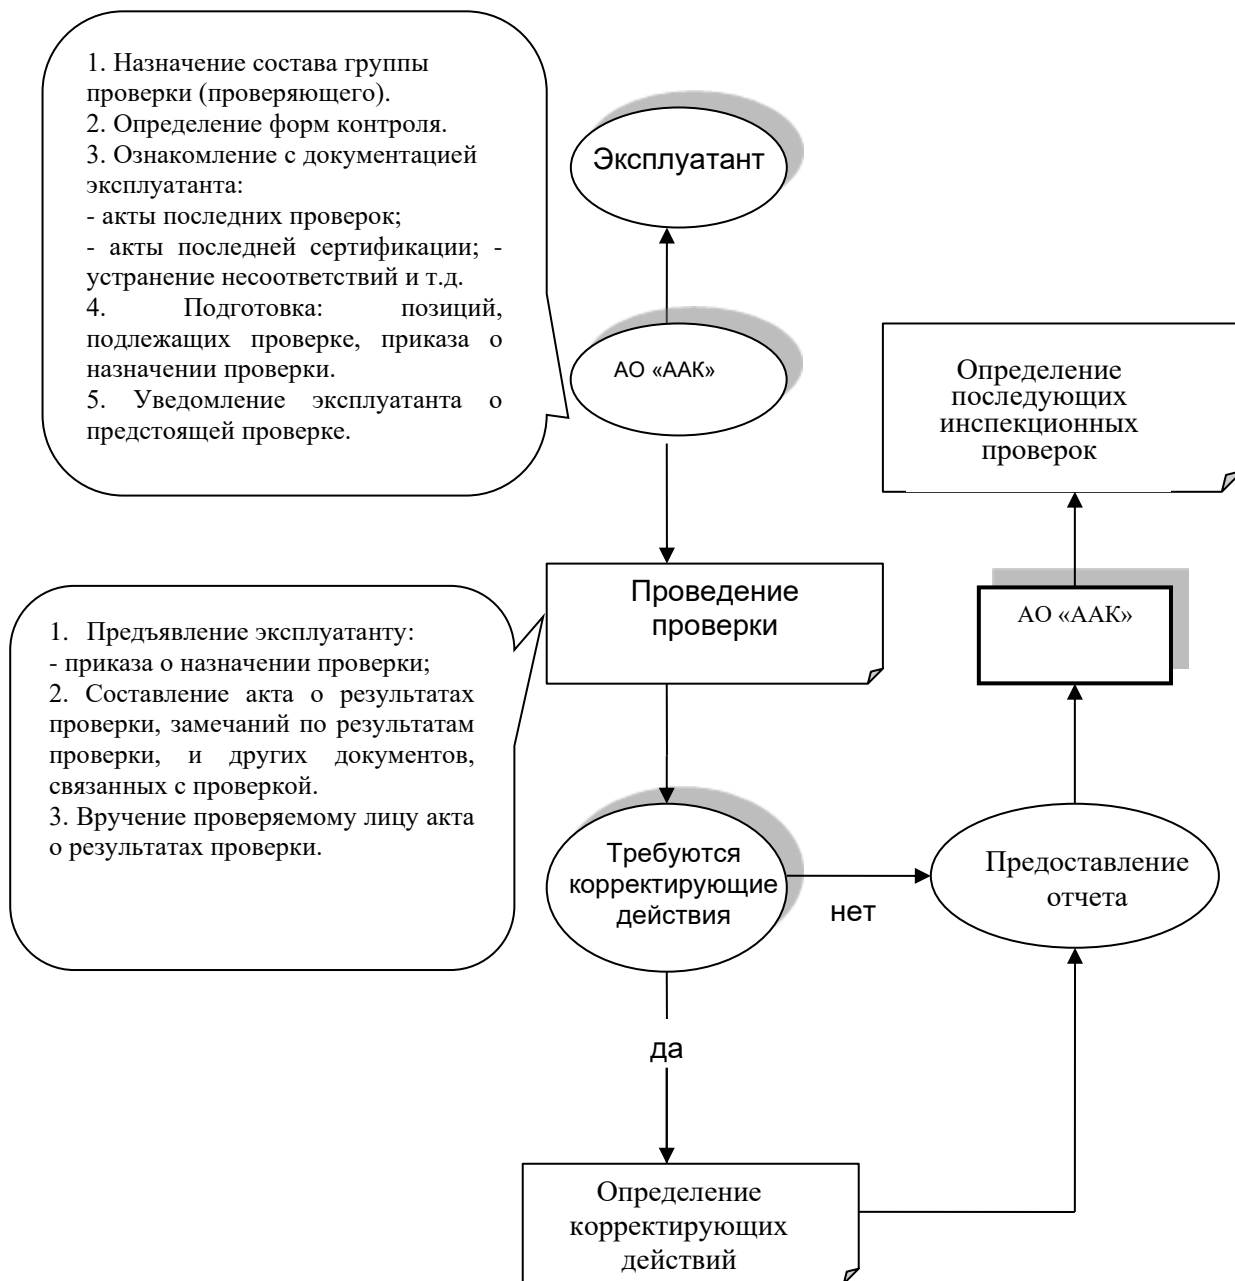 1. Назначение состава группы
проверки (проверяющего).
2. Определение форм контроля.
3. Ознакомление с документацией
эксплуатанта:
- акты последних проверок;
- акты последней сертификации; -
устранение несоответствий и т.д.
4. Подготовка: позиций,
подлежащих проверке, приказа о
назначении проверки.
5. Уведомление эксплуатанта о
предстоящей проверке.
Эксплуатант
АО «ААК»
Определение
последующих
инспекционных
проверок
Проведение
проверки
АО «ААК»
1. Предъявление эксплуатанту:
- приказа о назначении проверки;
2. Составление акта о результатах
проверки, замечаний по результатам
проверки, и других документов,
связанных с проверкой.
3. Вручение проверяемому лицу акта
о результатах проверки.
Требуются
корректирующие
действия
нет
Предоставление
отчета
да
Определение
корректирующих
действий